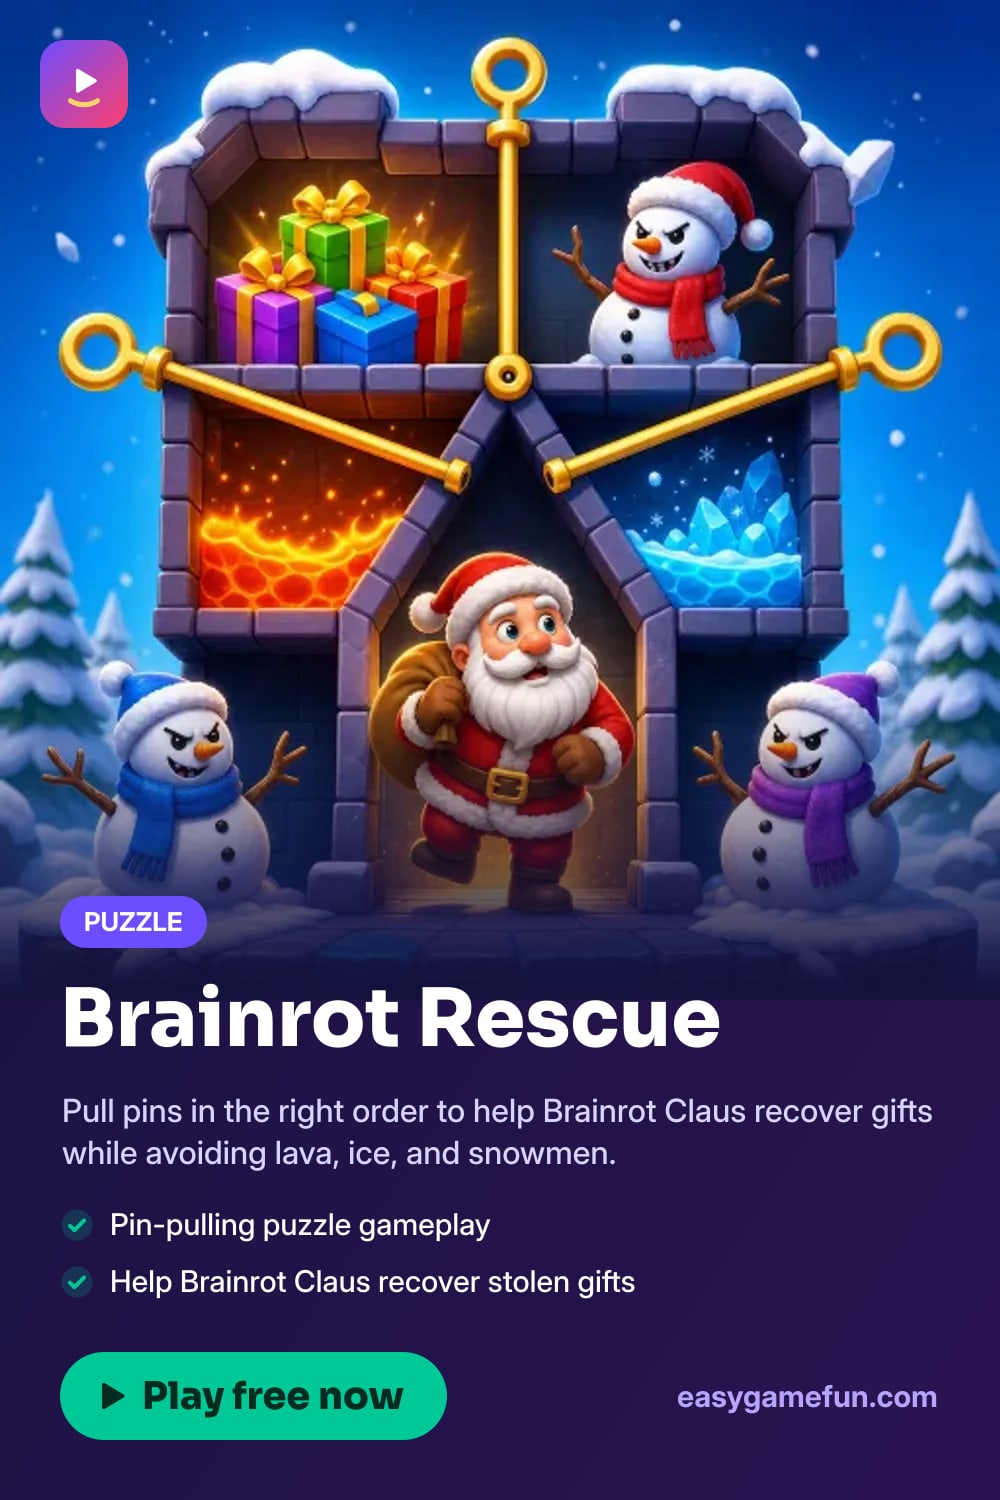 PUZZLE
Brainrot Rescue
Pull pins in the right order to help Brainrot Claus recover gifts
while avoiding lava, ice, and snowmen.
Pin-pulling puzzle gameplay
Help Brainrot Claus recover stolen gifts
Play free now
easygamefun.com